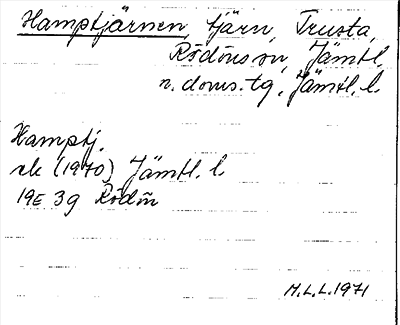 Hamptjärnen, tjärn, Trusta,
Rödöns sn, Jämtl.
n. doms. tg, Jämtl. l.
Hamptj.
ek (1970) Jämtl. l.
19E 3g Rödön
H.L.L. 1971